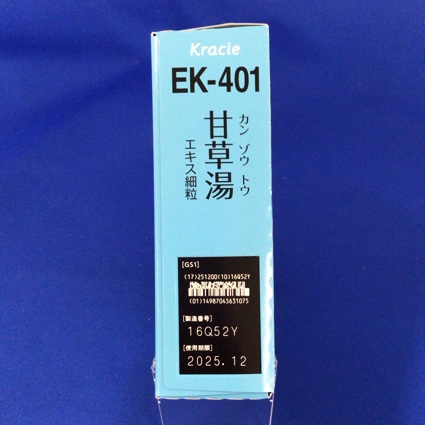 Kracie
EK-401
甘草湯
カンゾウトウ
エキス細粒
[GS1]
(17)251200(10)16Q52Y
(01)14987045631075
[製造番号]
16Q52Y
[使用期限]
2025.12